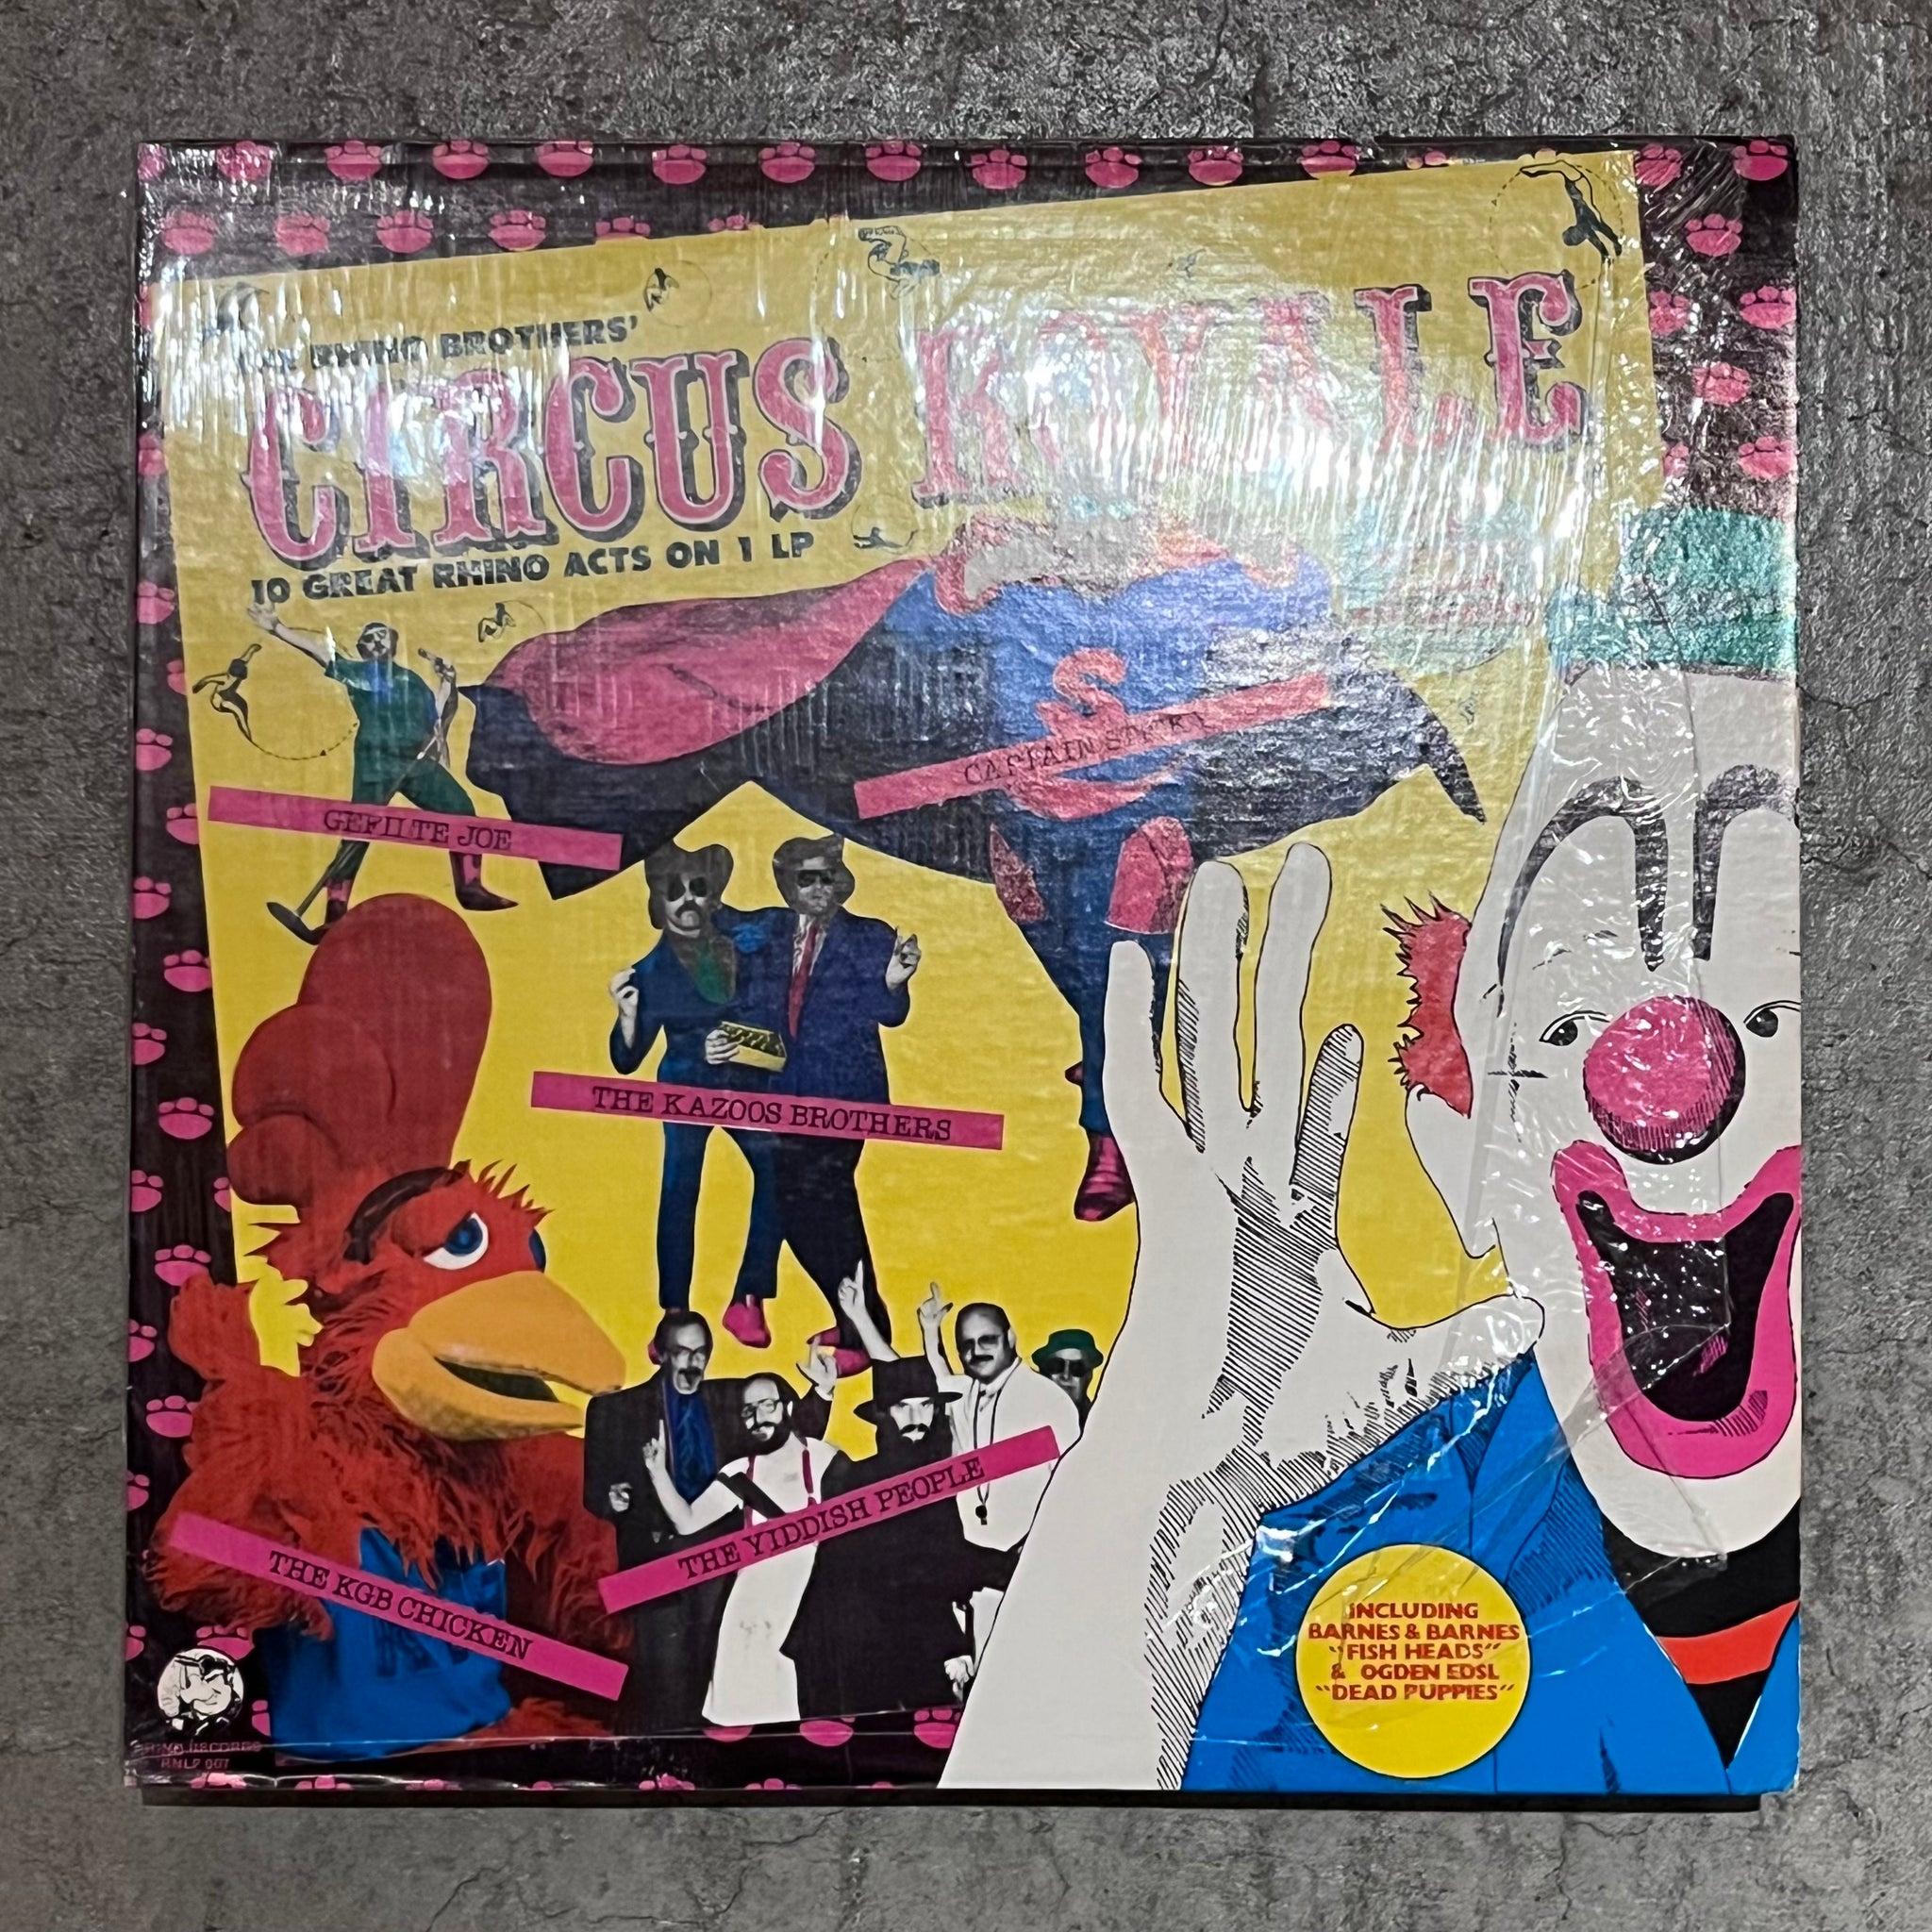 THE RHINO BROTHERS'
CIRCUS ROYALE
10 GREAT RHINO ACTS ON 1 LP
S
CAPTAIN STICKY
GEFILTE JOE
THE KAZOOS BROTHERS
THE YIDDISH PEOPLE
THE KGB CHICKEN
INCLUDING
BARNES & BARNES
"FISH HEADS"
& OGDEN EDSL
"DEAD PUPPIES"
RHINO RECORDS
RNLP 007